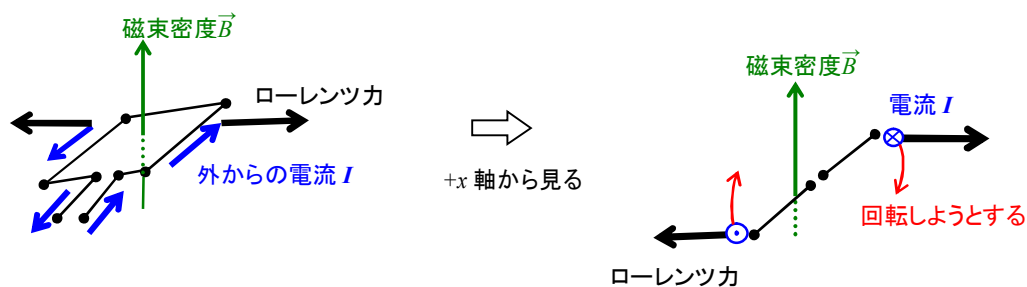 磁束密度B
ローレンツ力
外からの電流 I
+x 軸から見る
磁束密度B
電流 I
回転しようとする
ローレンツ力